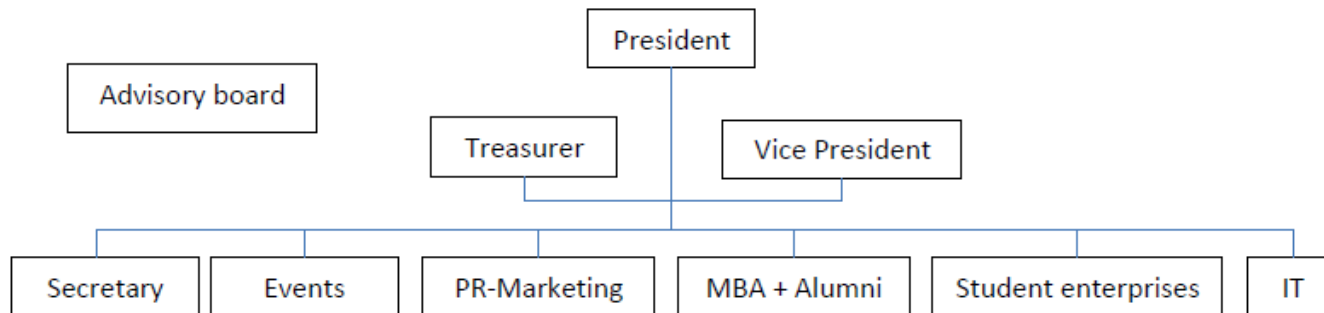 President
Advisory board
Treasurer
Vice President
Secretary
Events
PR-Marketing
MBA + Alumni
Student enterprises
IT